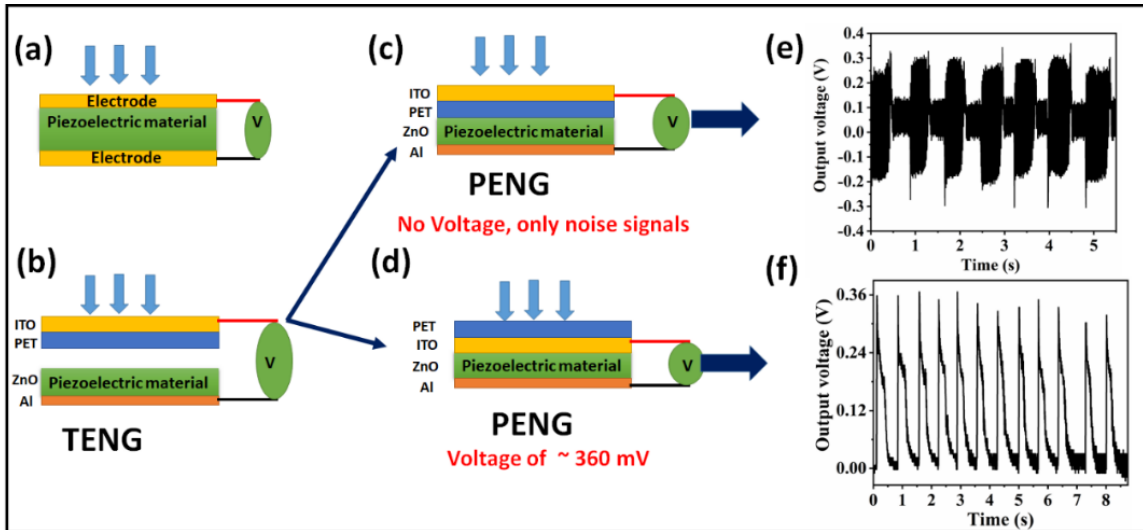 (a)
Electrode
Piezoelectric material
Electrode
V
(b)
ITO
PET
ZnO
Piezoelectric material
Al
V
TENG
(c)
ITO
PET
ZnO
Piezoelectric material
Al
V
PENG
No Voltage, only noise signals
(d)
PET
ITO
ZnO
Piezoelectric material
Al
V
PENG
Voltage of ~ 360 mV
(e)
Output voltage (V)
0.4
0.3
0.2
0.1
0.0
-0.1
-0.2
-0.3
-0.4
0 1 2 3 4 5
Time (s)
(f)
Output voltage (V)
0.36
0.24
0.12
0.00
0 1 2 3 4 5 6 7 8
Time (s)